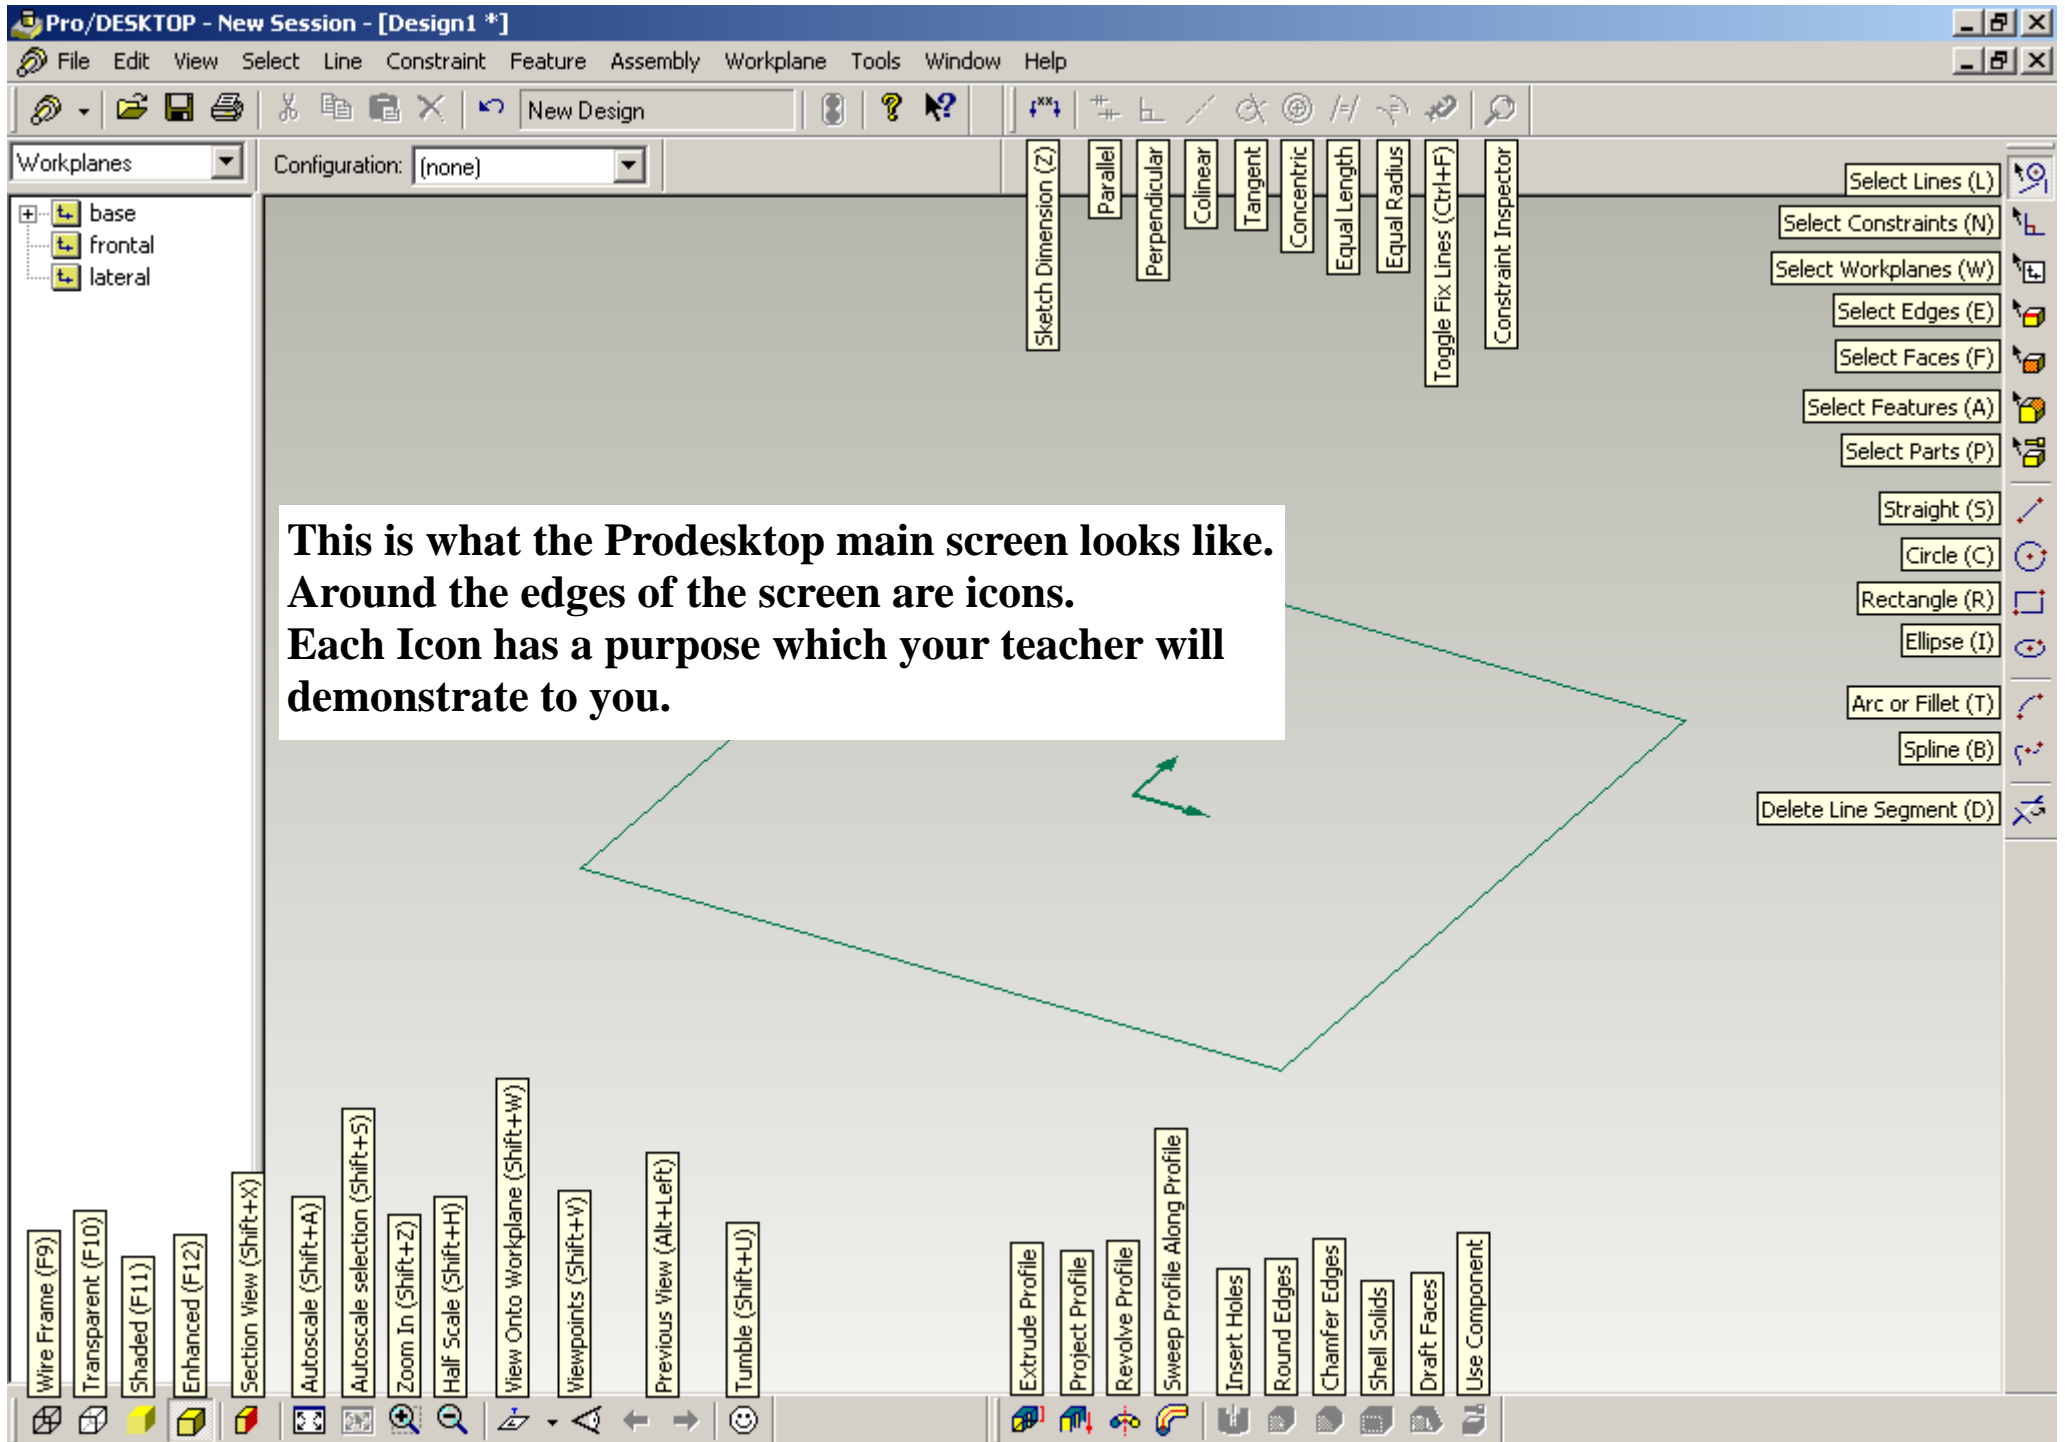 Pro/DESKTOP - New Session - [Design1 *]
File Edit View Select Line Constraint Feature Assembly Workplane Tools Window Help
New Design
Workplanes
Configuration: (none)
base
frontal
lateral
Sketch Dimension (Z)
Parallel
Perpendicular
Colinear
Tangent
Concentric
Equal Length
Equal Radius
Toggle Fix Lines (Ctrl+F)
Constraint Inspector
Select Lines (L)
Select Constraints (N)
Select Workplanes (W)
Select Edges (E)
Select Faces (F)
Select Features (A)
Select Parts (P)
Straight (S)
Circle (C)
Rectangle (R)
Ellipse (I)
Arc or Fillet (T)
Spline (B)
Delete Line Segment (D)
This is what the Prodesktop main screen looks like.
Around the edges of the screen are icons.
Each Icon has a purpose which your teacher will
demonstrate to you.
Wire Frame (F9)
Transparent (F10)
Shaded (F11)
Enhanced (F12)
Section View (Shift+X)
Autoscale (Shift+A)
Autoscale selection (Shift+S)
Zoom In (Shift+Z)
Half Scale (Shift+H)
View Onto Workplane (Shift+W)
Viewpoints (Shift+V)
Previous View (Alt+Left)
Tumble (Shift+U)
Extrude Profile
Project Profile
Revolve Profile
Sweep Profile Along Profile
Insert Holes
Round Edges
Chamfer Edges
Shell Solids
Draft Faces
Use Component